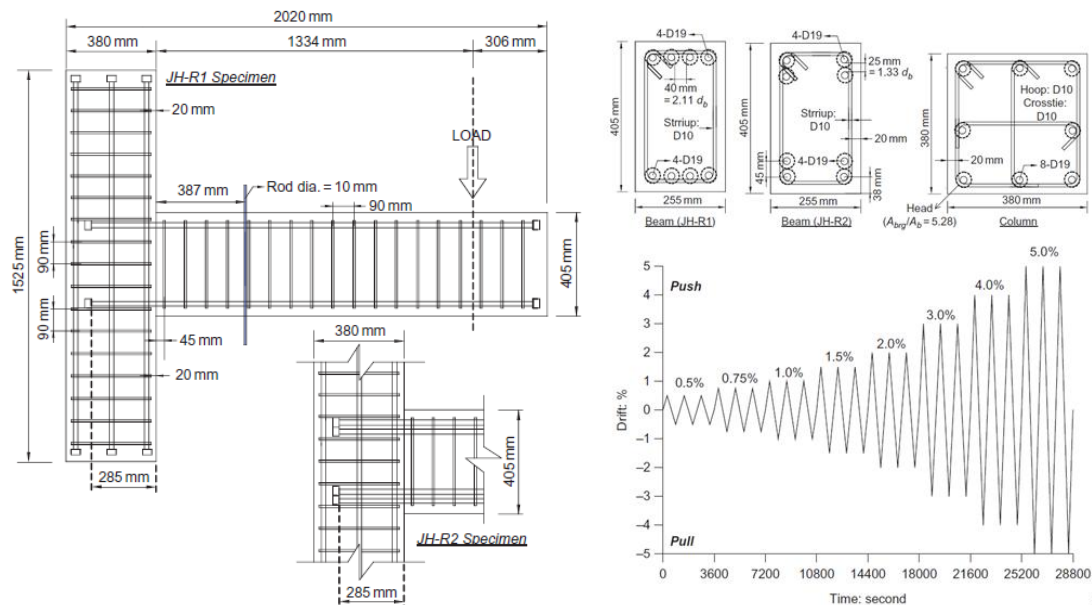 2020 mm
380 mm
1334 mm
306 mm
JH-R1 Specimen
20 mm
LOAD
387 mm
Rod dia. = 10 mm
90 mm
1525 mm
90 mm
90 mm
405 mm
45 mm
20 mm
285 mm
380 mm
405 mm
JH-R2 Specimen
285 mm
4-D19
405 mm
40 mm
= 2.11 db
Strriup:
D10
4-D19
255 mm
Beam (JH-R1)
4-D19
25 mm
= 1.33 db
405 mm
Strriup:
D10
20 mm
4-D19
45 mm
38 mm
255 mm
Beam (JH-R2)
Hoop: D10
Crosstie:
D10
380 mm
20 mm
8-D19
Head
(Abrg/Ab = 5.28)
380 mm
Column
Drift: %
5
4
3
2
1
0
–1
–2
–3
–4
–5
Push
Pull
0.5%
0.75%
1.0%
1.5%
2.0%
3.0%
4.0%
5.0%
0
3600
7200
10800
14400
18000
21600
25200
28800
Time: second